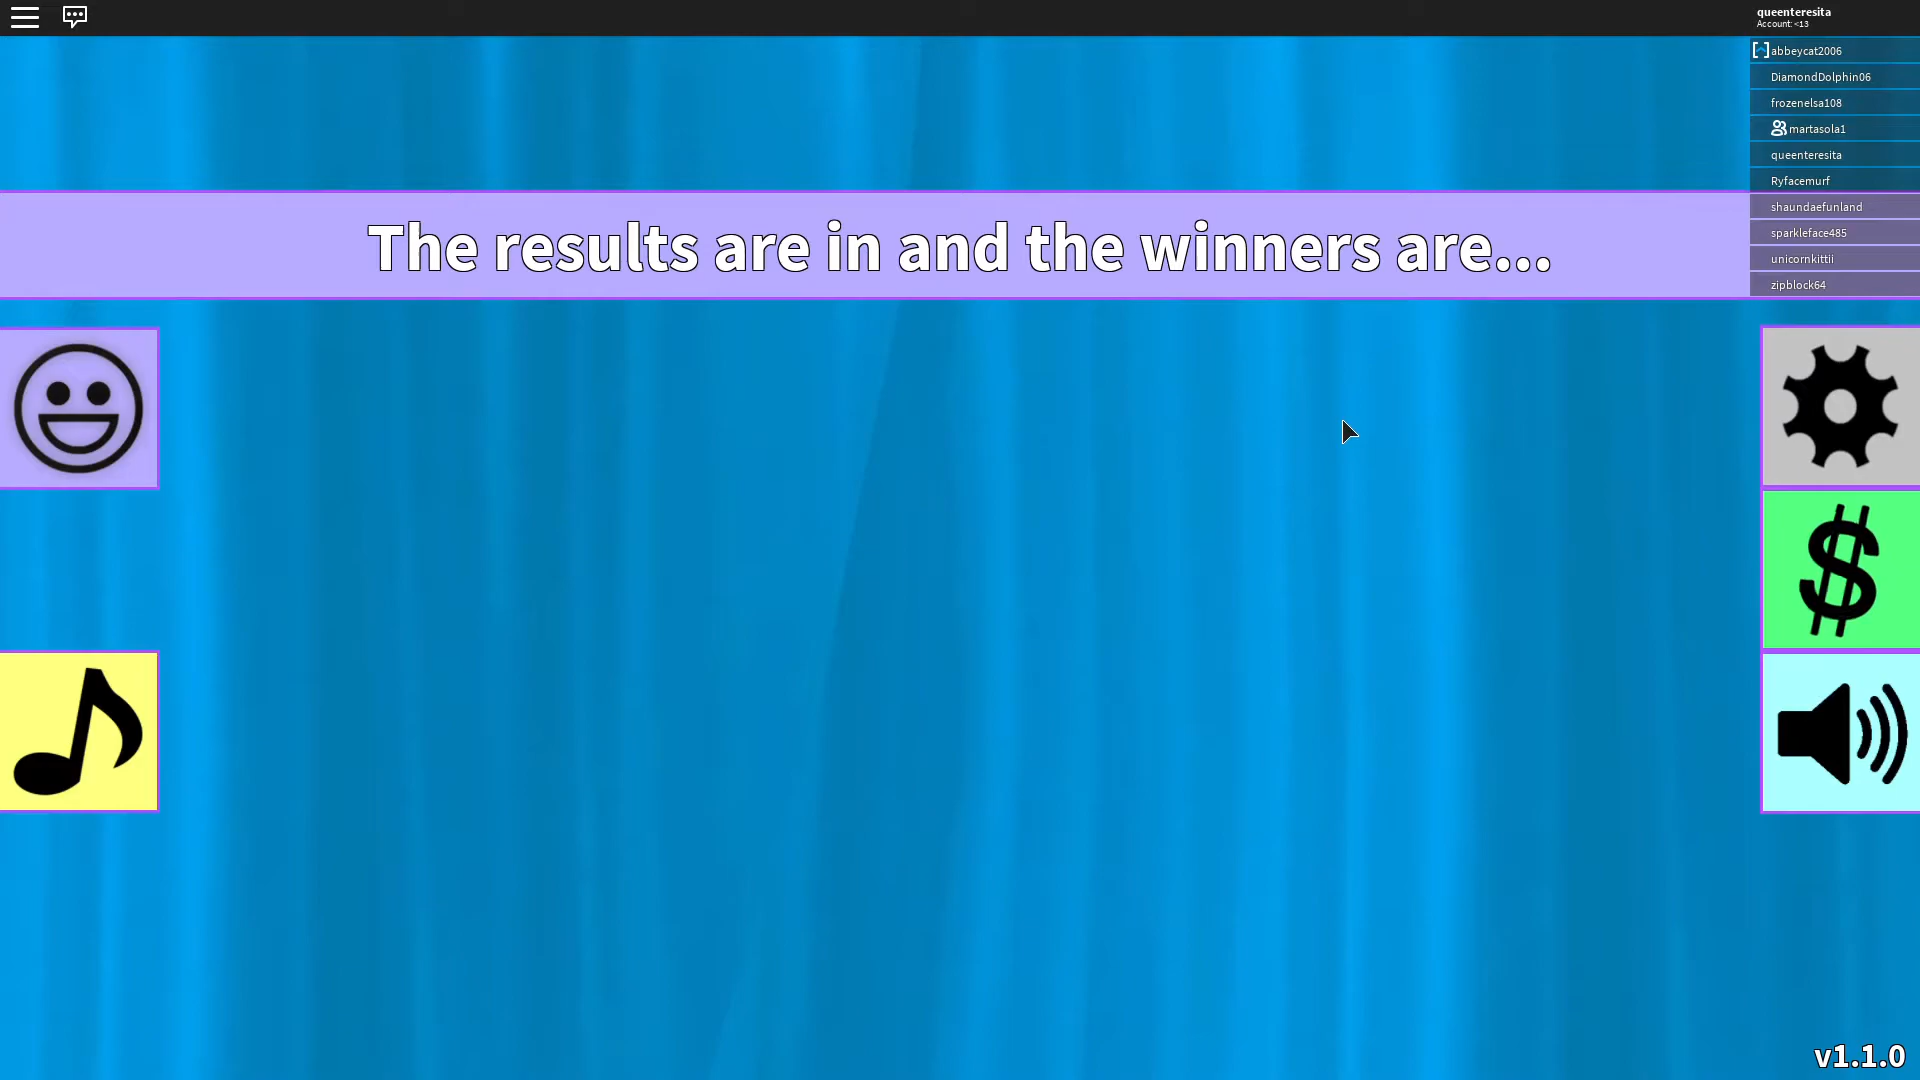 queenteresita
Account: <13
abbeycat2006
DiamondDolphin06
frozenelsa108
martasola1
queenteresita
Ryfacemurf
shaundaefunland
sparkleface485
unicornkittii
zipblock64
The results are in and the winners are...
v1.1.0